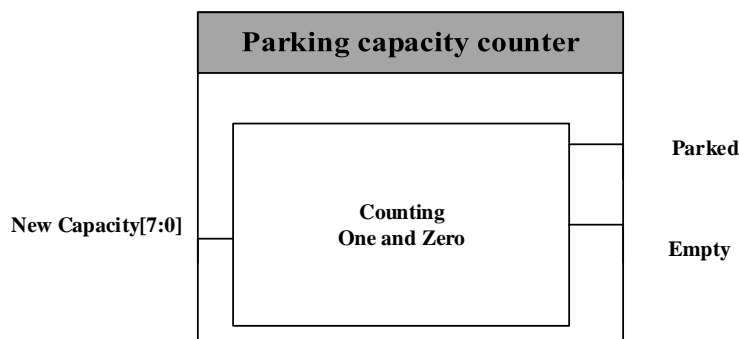 Parking capacity counter
Parked
New Capacity[7:0]
Counting
One and Zero
Empty